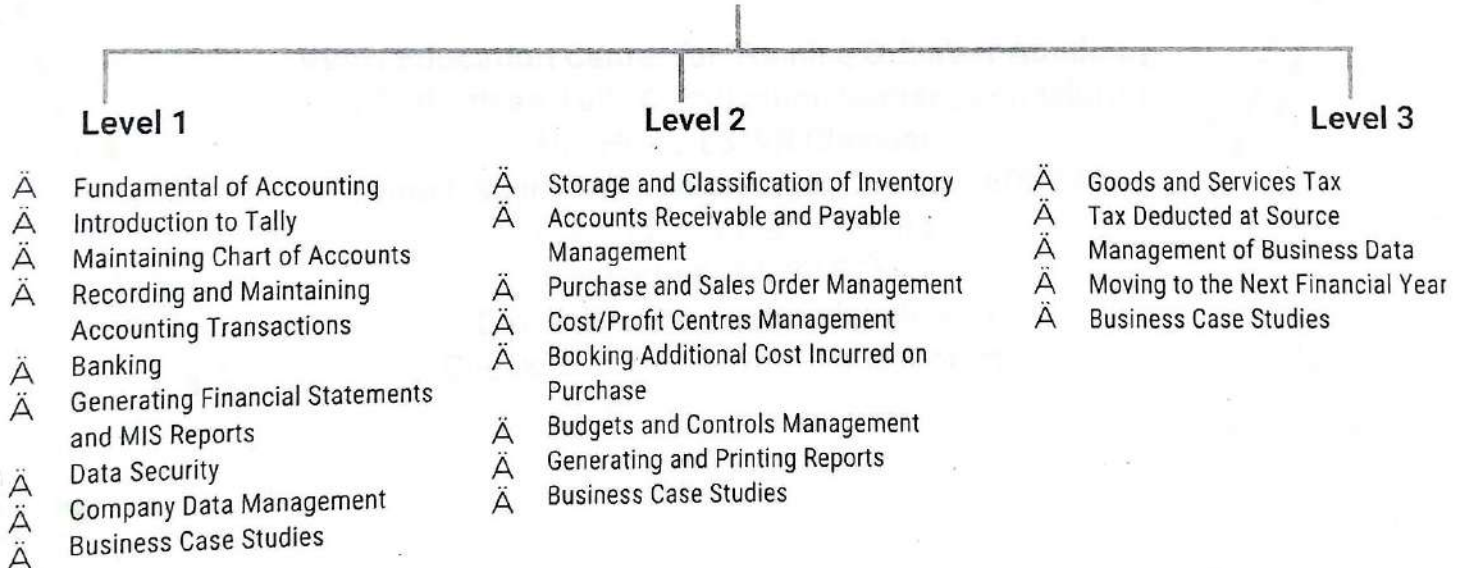 Level 1
Ä Fundamental of Accounting
Ä Introduction to Tally
Ä Maintaining Chart of Accounts
Ä Recording and Maintaining
Accounting Transactions
Ä Banking
Ä Generating Financial Statements
and MIS Reports
Ä Data Security
Ä Company Data Management
Ä Business Case Studies
Level 2
Ä Storage and Classification of Inventory
Ä Accounts Receivable and Payable
Management
Ä Purchase and Sales Order Management
Ä Cost/Profit Centres Management
Ä Booking Additional Cost Incurred on
Purchase
Ä Budgets and Controls Management
Ä Generating and Printing Reports
Ä Business Case Studies
Level 3
Ä Goods and Services Tax
Ä Tax Deducted at Source
Ä Management of Business Data
Ä Moving to the Next Financial Year
Ä Business Case Studies